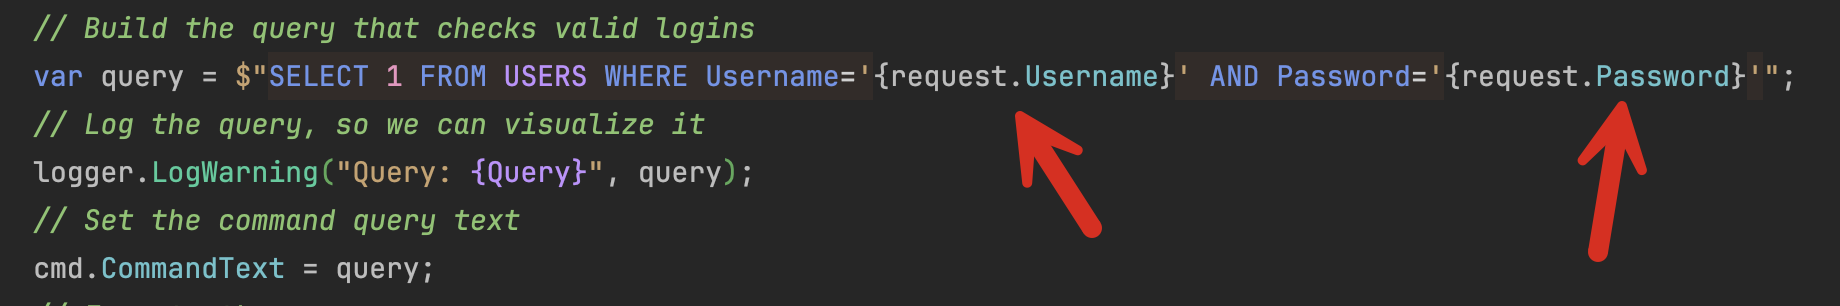 // Build the query that checks valid logins
var query = $"SELECT 1 FROM USERS WHERE Username='{request.Username}' AND Password='{request.Password}'";
// Log the query, so we can visualize it
logger.LogWarning("Query: {Query}", query);
// Set the command query text
cmd.CommandText = query;